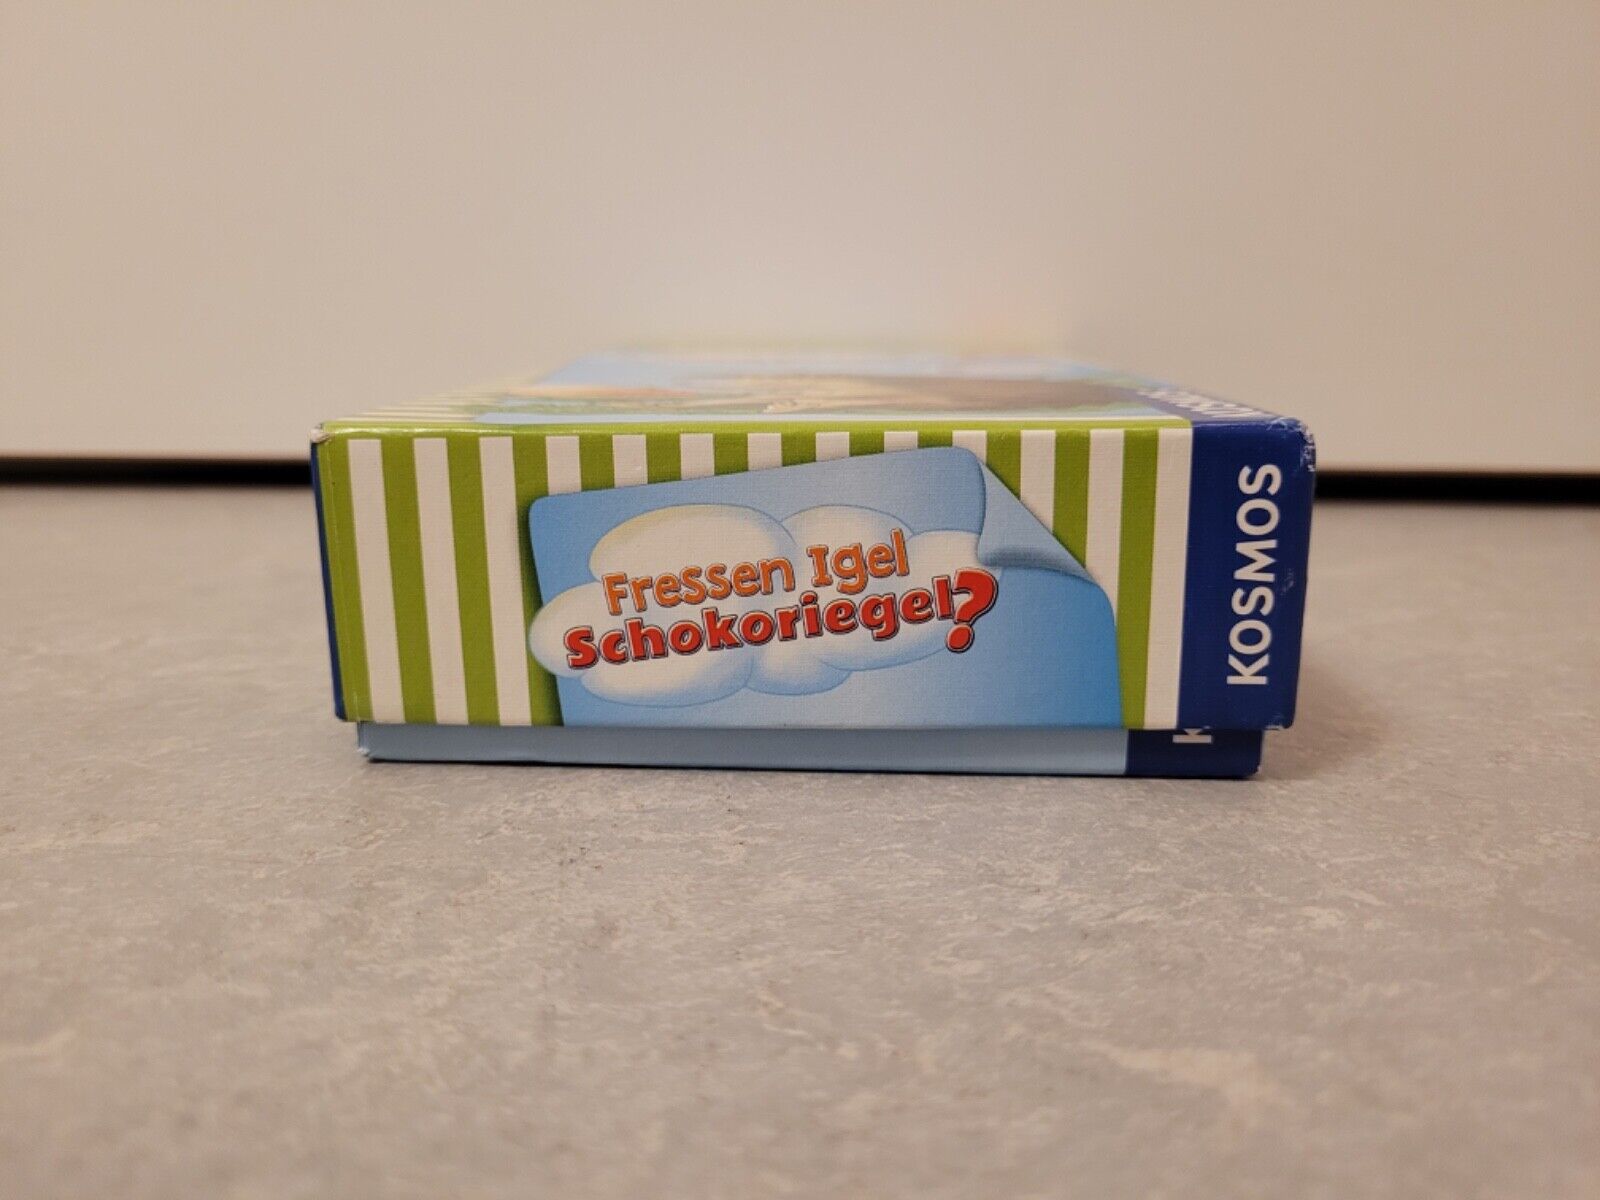 Fressen Igel
Schokoriegel?
KOSMOS